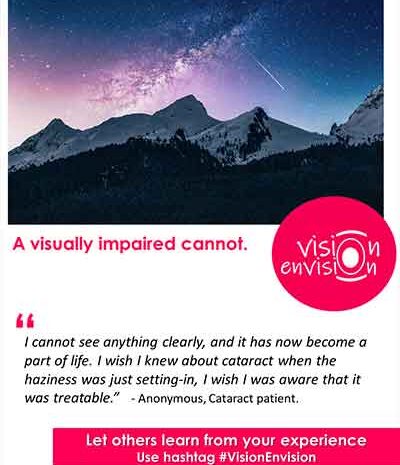 A visually impaired cannot.
vision
envision
“
I cannot see anything clearly, and it has now become a
part of life. I wish I knew about cataract when the
haziness was just setting-in, I wish I was aware that it
was treatable.” - Anonymous, Cataract patient.
Let others learn from your experience
Use hashtag #VisionEnvision